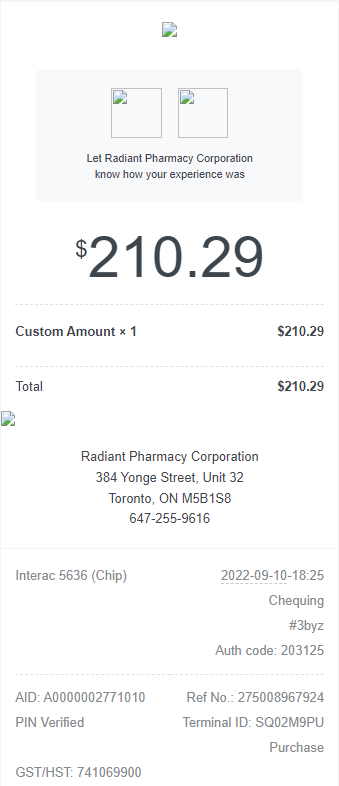 Let Radiant Pharmacy Corporation
know how your experience was
$210.29
Custom Amount × 1 $210.29
Total $210.29
Radiant Pharmacy Corporation
384 Yonge Street, Unit 32
Toronto, ON M5B1S8
647-255-9616
Interac 5636 (Chip) 2022-09-10-18:25
Chequing
#3byz
Auth code: 203125
AID: A0000002771010 Ref No.: 275008967924
PIN Verified Terminal ID: SQ02M9PU
Purchase
GST/HST: 741069900